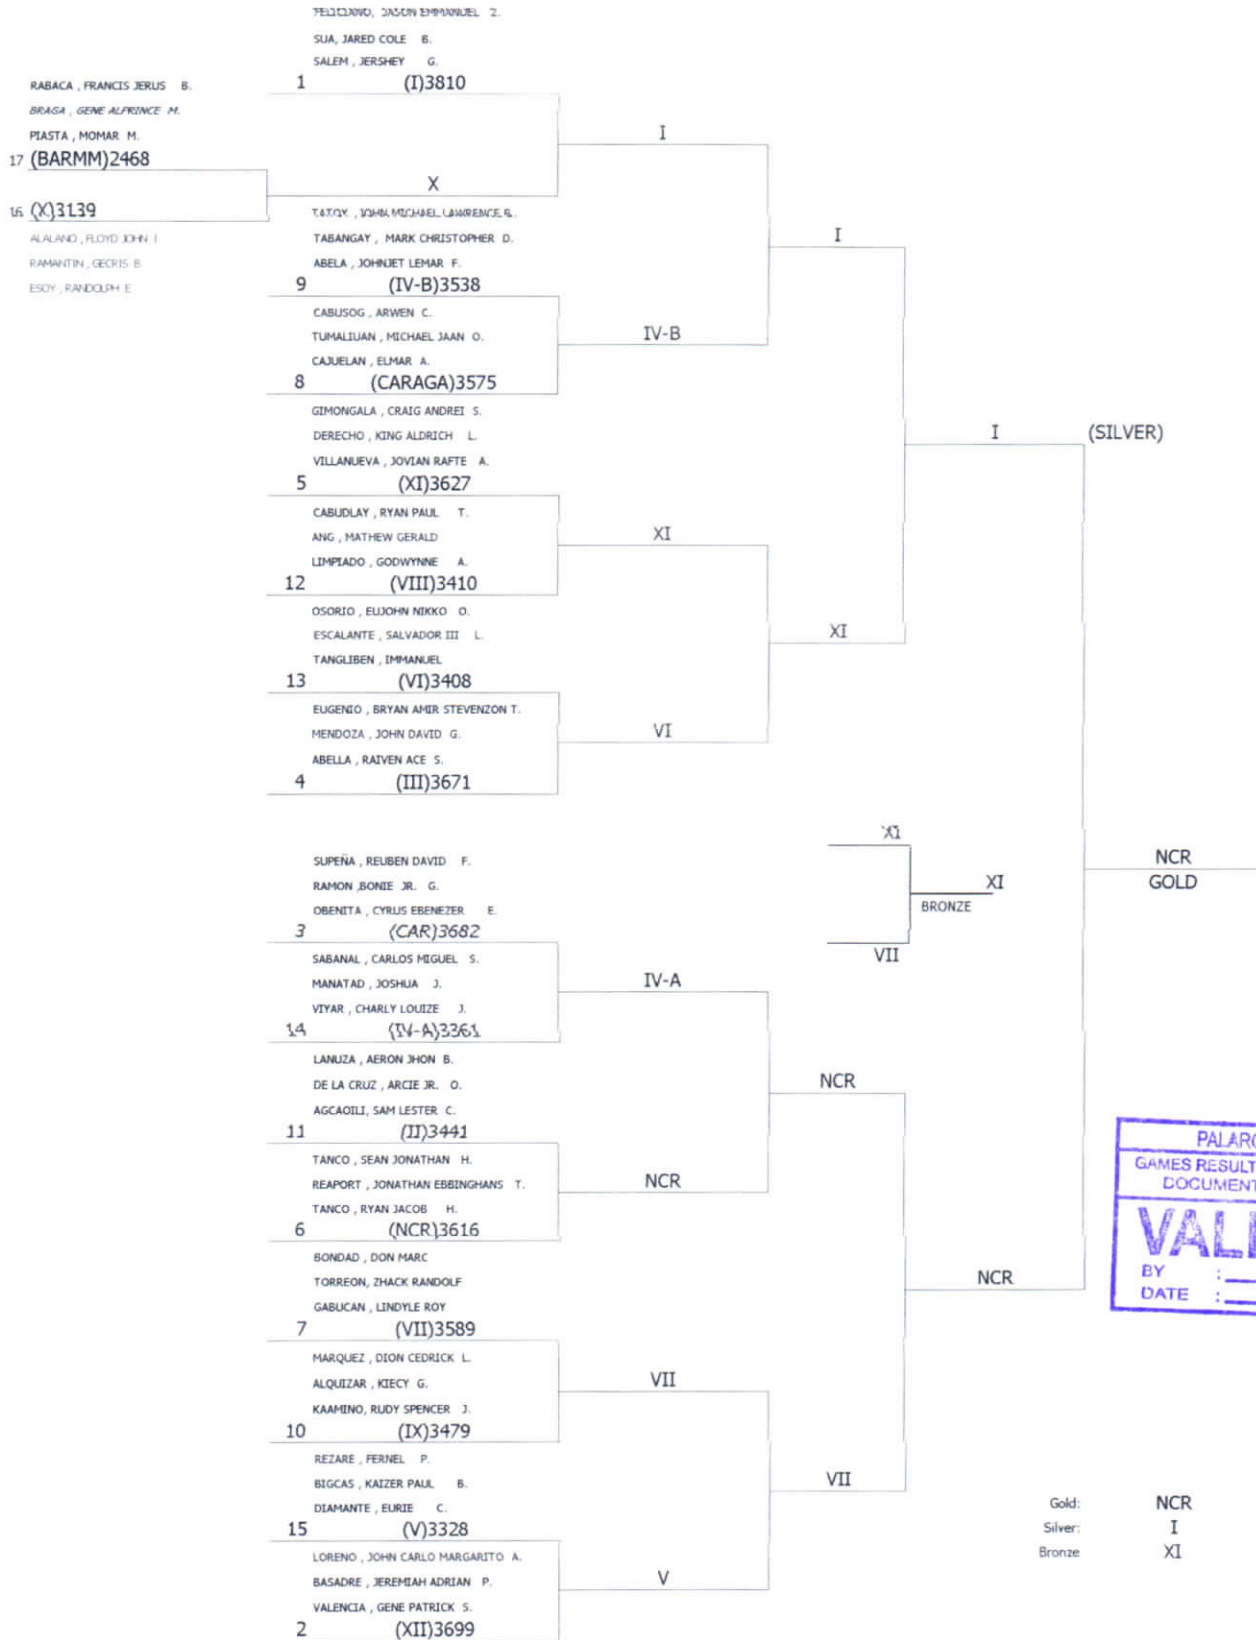 SUA, JARED COLE B.
SALEM , JERSHEY G.
1 (I)3810
RABACA , FRANCIS JERUS B.
BRAGA , GENE ALFRINCE M.
PIASTA , MOMAR M.
17 (BARMM)2468
I
X
16 (X)3139
ALALANO , FLOYD JOHN I
RAMANTIN , GECRIS B.
ESOY , RANDOLPH E
TABANGAY , MARK CHRISTOPHER D.
ABELA , JOHNJET LEMAR F.
9 (IV-B)3538
I
CABUSOG , ARWEN C.
TUMALIUAN , MICHAEL JAAN O.
CAJUELAN , ELMAR A.
8 (CARAGA)3575
IV-B
GIMONGALA , CRAIG ANDREI S.
DERECHO , KING ALDRICH L.
VILLANUEVA , JOVIAN RAFTE A.
5 (XI)3627
I (SILVER)
CABUDLAY , RYAN PAUL T.
ANG , MATHEW GERALD
LIMPIADO , GODWYNNE A.
12 (VIII)3410
XI
OSORIO , EUJOHN NIKKO O.
ESCALANTE , SALVADOR III L.
TANGLIBEN , IMMANUEL
13 (VI)3408
XI
EUGENIO , BRYAN AMIR STEVENZON T.
MENDOZA , JOHN DAVID G.
ABELLA , RAIVEN ACE S.
4 (III)3671
VI
SUPEÑA , REUBEN DAVID F.
RAMON ,BONIE JR. G.
OBENITA , CYRUS EBENEZER E.
3 (CAR)3682
XI
XI
BRONZE
VII
NCR
GOLD
SABANAL , CARLOS MIGUEL S.
MANATAD , JOSHUA J.
VIYAR , CHARLY LOUIZE J.
14 (IV-A)3361
IV-A
LANUZA , AERON JHON B.
DE LA CRUZ , ARCIE JR. O.
AGCAOILI, SAM LESTER C.
11 (II)3441
NCR
TANCO , SEAN JONATHAN H.
REAPORT , JONATHAN EBBINGHANS T.
TANCO , RYAN JACOB H.
6 (NCR)3616
NCR
BONDAD , DON MARC
TORREON, ZHACK RANDOLF
GABUCAN , LINDYLE ROY
7 (VII)3589
NCR
PALARO
GAMES RESULT
DOCUMENT
BY :
DATE :
MARQUEZ , DION CEDRICK L.
ALQUIZAR , KIECY G.
KAAMINO, RUDY SPENCER J.
10 (IX)3479
VII
REZARE , FERNEL P.
BIGCAS , KAIZER PAUL B.
DIAMANTE , EURIE C.
15 (V)3328
VII
LORENO , JOHN CARLO MARGARITO A.
BASADRE , JEREMIAH ADRIAN P.
VALENCIA , GENE PATRICK S.
2 (XII)3699
V
Gold: NCR
Silver: I
Bronze XI